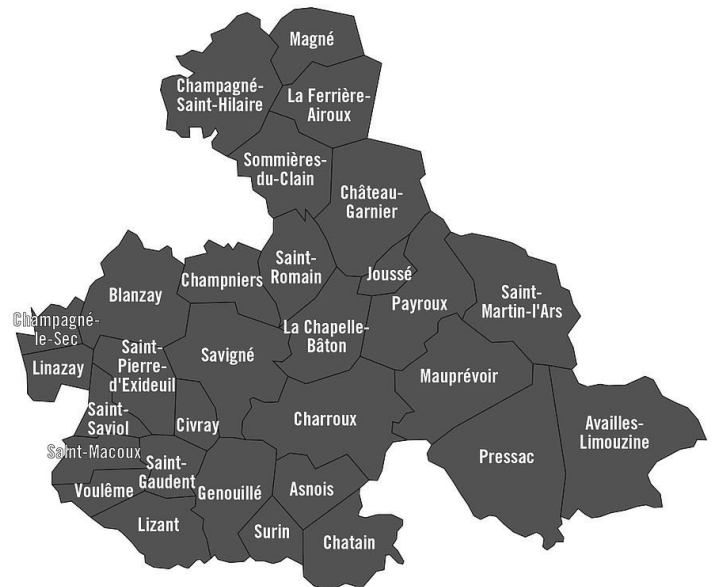 Magné
Champagné-
Saint-Hilaire
La Ferrière-
Airoux
Sommières-
du-Clain
Château-
Garnier
Saint-
Romain
Joussé
Champniers
Blanzay
Payroux
Saint-
Martin-l'Ars
Champagné-
le-Sec
La Chapelle-
Bâton
Saint-
Pierre-
d'Exideuil
Savigné
Linazay
Mauprévoir
Saint-
Saviol
Civray
Charroux
Availles-
Limouzine
Saint-Macoux
Saint-
Gaudent
Pressac
Voulême
Genouillé
Asnois
Lizant
Surin
Chatain